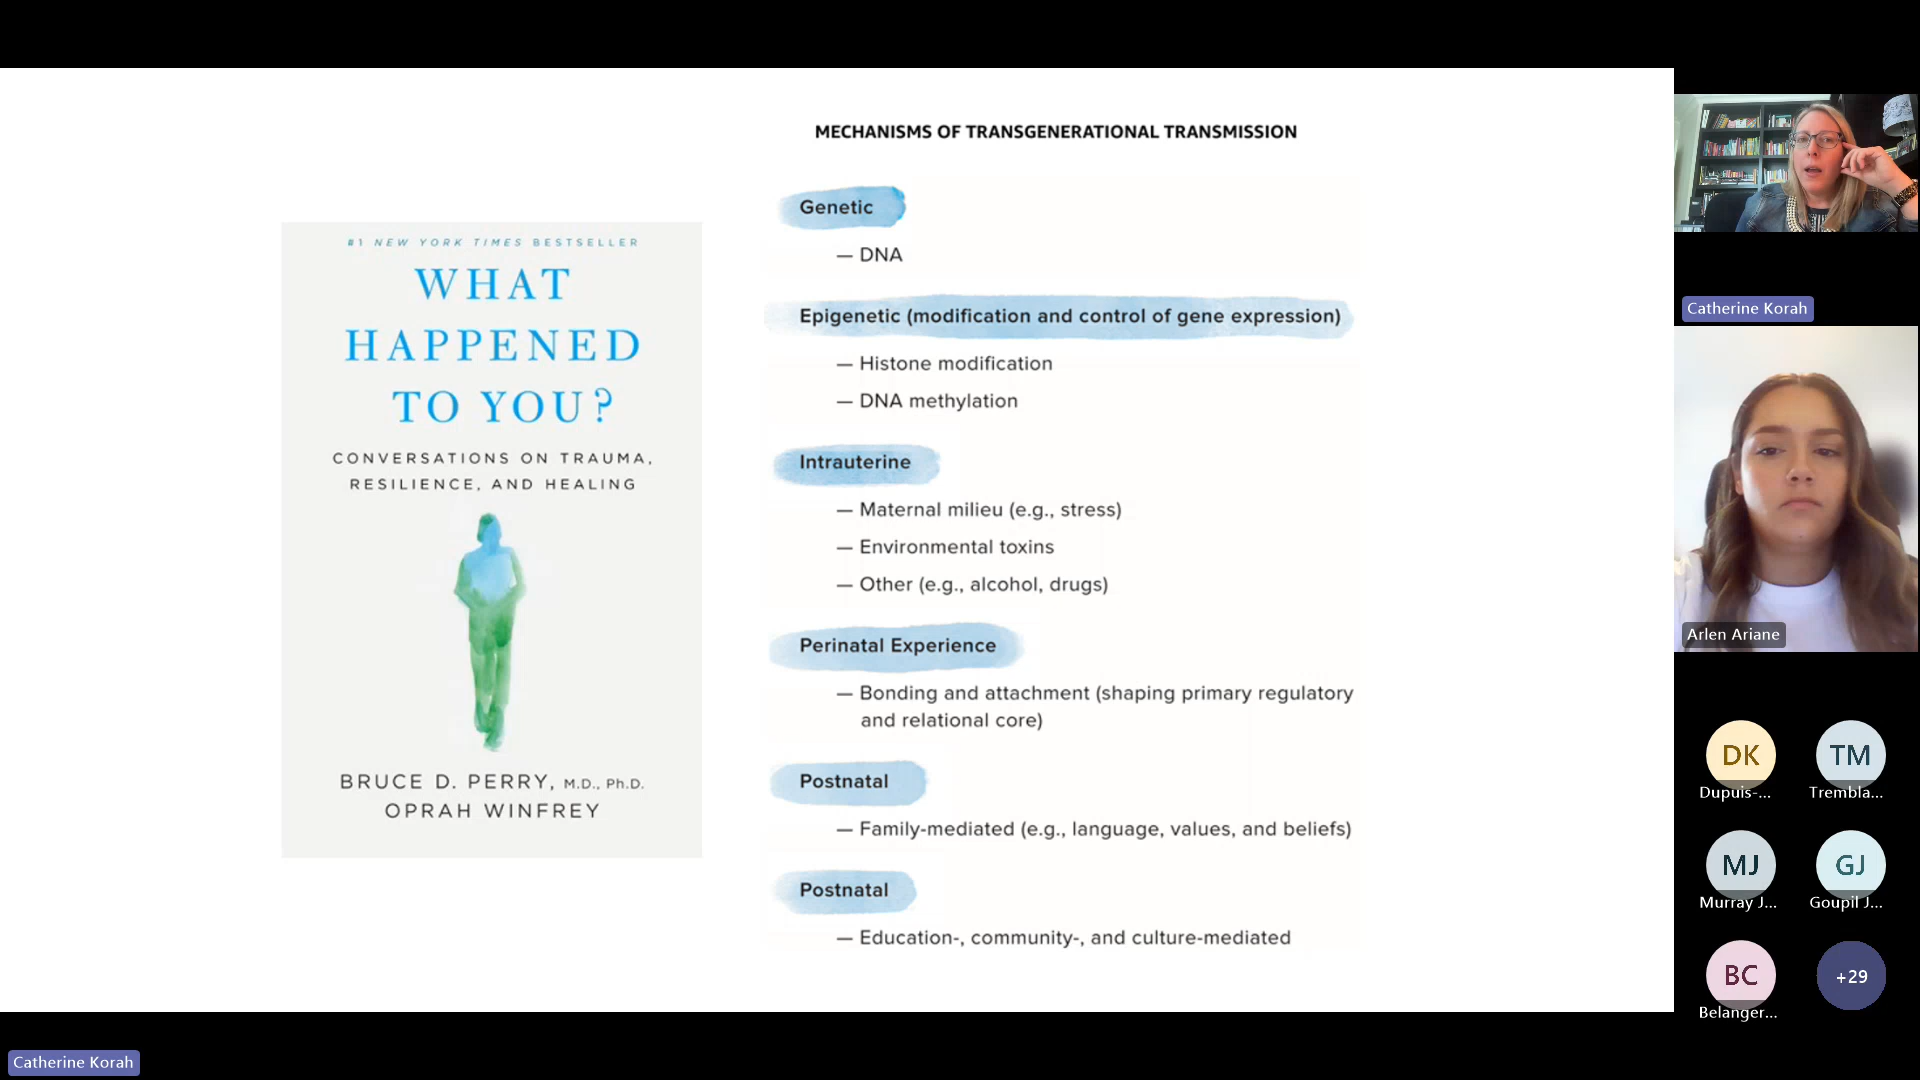 MECHANISMS OF TRANSGENERATIONAL TRANSMISSION
#1 NEW YORK TIMES BESTSELLER
WHAT
HAPPENED
TO YOU?
CONVERSATIONS ON TRAUMA,
RESILIENCE, AND HEALING
BRUCE D. PERRY, M.D., Ph.D.
OPRAH WINFREY
Genetic
— DNA
Epigenetic (modification and control of gene expression)
— Histone modification
— DNA methylation
Intrauterine
— Maternal milieu (e.g., stress)
— Environmental toxins
— Other (e.g., alcohol, drugs)
Perinatal Experience
— Bonding and attachment (shaping primary regulatory
and relational core)
Postnatal
— Family-mediated (e.g., language, values, and beliefs)
Postnatal
— Education-, community-, and culture-mediated
Catherine Korah
Arlen Ariane
DK
Dupuis-...
TM
Trembla...
MJ
Murray J...
GJ
Goupil J...
BC
Belanger...
+29
Catherine Korah